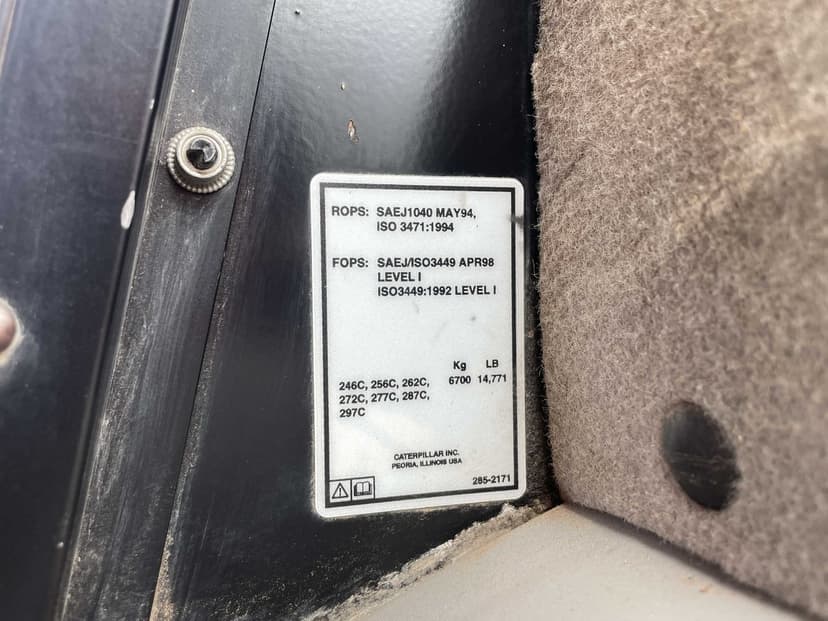 ROPS: SAEJ1040 MAY94,
ISO 3471:1994
FOPS: SAEJ/ISO3449 APR98
LEVEL I
ISO3449:1992 LEVEL I
Kg LB
246C, 256C, 262C, 6700 14,771
272C, 277C, 287C,
297C
CATERPILLAR INC.
PEORIA, ILLINOIS USA
285-2171